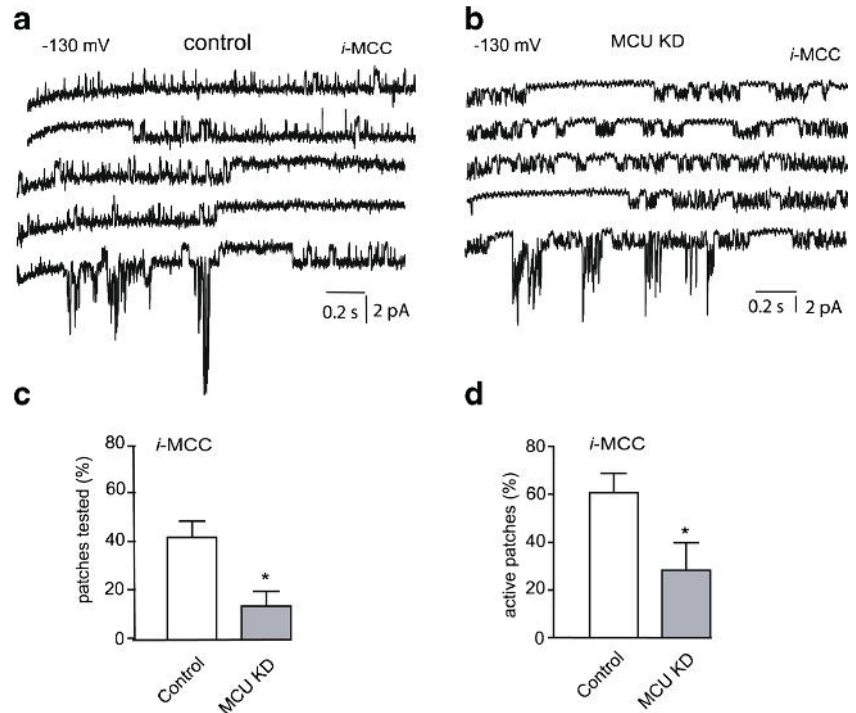 a
-130 mV control i-MCC
0.2 s 2 pA
b
-130 mV MCU KD i-MCC
0.2 s 2 pA
c
i-MCC
patches tested (%)
80
60
40
20
0
Control
MCU KD
*
d
i-MCC
active patches (%)
80
60
40
20
0
Control
MCU KD
*